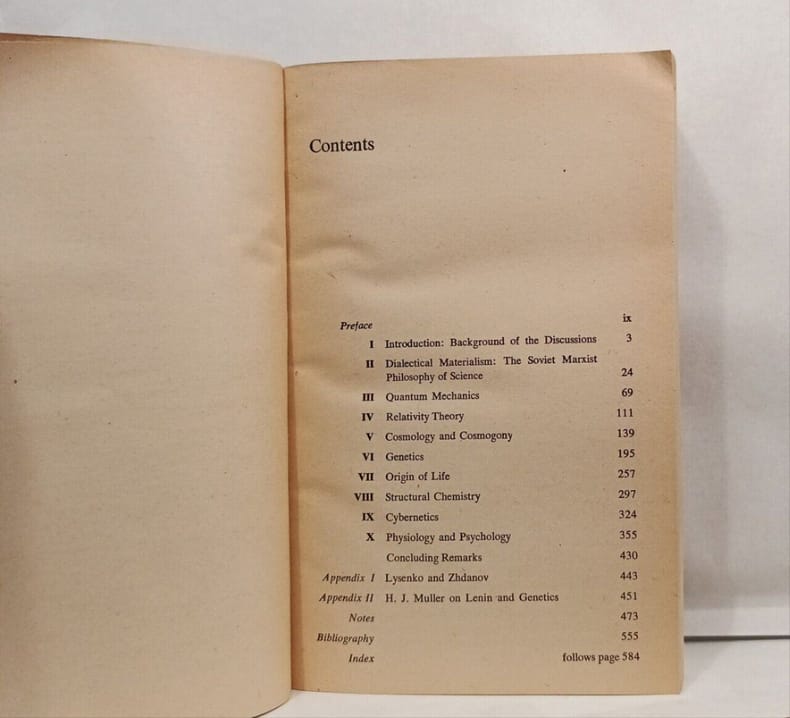 Contents
Preface ix
I Introduction: Background of the Discussions 3
II Dialectical Materialism: The Soviet Marxist
Philosophy of Science 24
III Quantum Mechanics 69
IV Relativity Theory 111
V Cosmology and Cosmogony 139
VI Genetics 195
VII Origin of Life 257
VIII Structural Chemistry 297
IX Cybernetics 324
X Physiology and Psychology 355
Concluding Remarks 430
Appendix I Lysenko and Zhdanov 443
Appendix II H. J. Muller on Lenin and Genetics 451
Notes 473
Bibliography 555
Index follows page 584